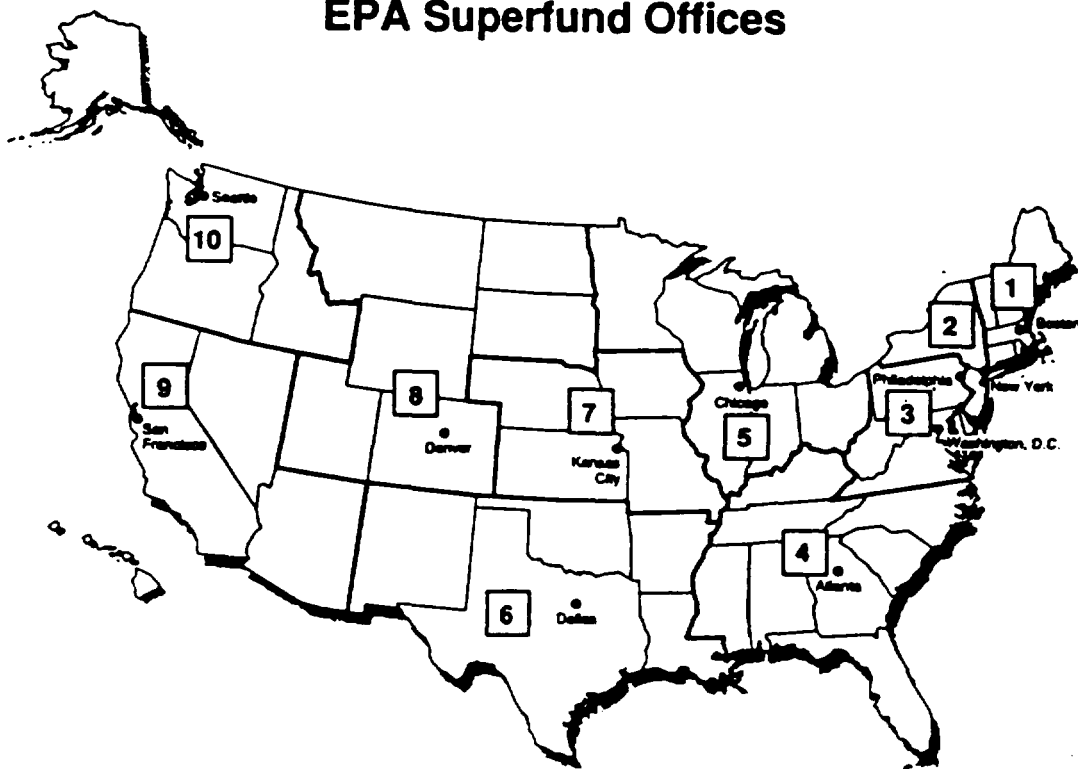 EPA Superfund Offices
Seattle
10
1
2
Boston
9
8
Philadelphia
New York
7
3
Chicago
San
Francisco
Denver
5
Washington, D.C.
Kansas
City
4
Atlanta
6
Dallas